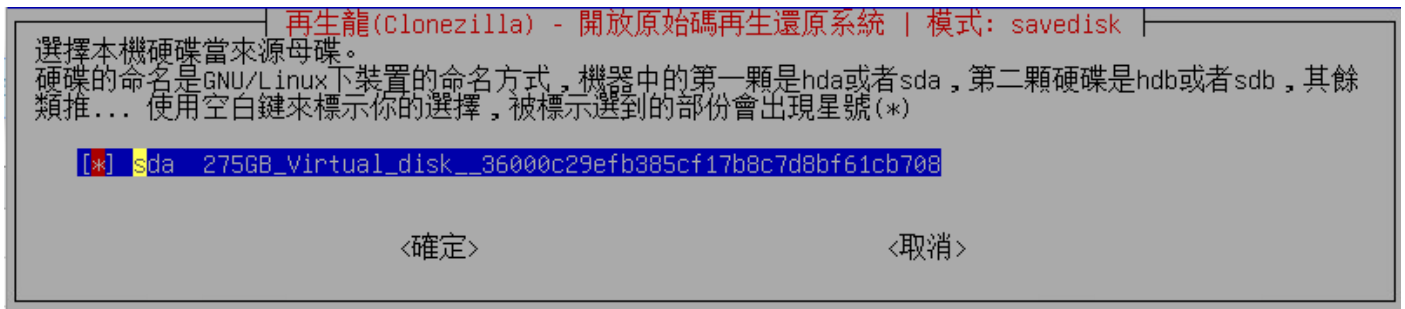 再生龍(Clonezilla) - 開放原始碼再生還原系統 | 模式: savedisk
選擇本機硬碟當來源母碟。
硬碟的命名是GNU/Linux下裝置的命名方式,機器中的第一顆是hda或者sda,第二顆硬碟是hdb或者sdb,其餘
類推... 使用空白鍵來標示你的選擇,被標示選到的部份會出現星號(*)
[*] sda 275GB_Virtual_disk__36000c29efb385cf17b8c7d8bf61cb708
<確定> <取消>